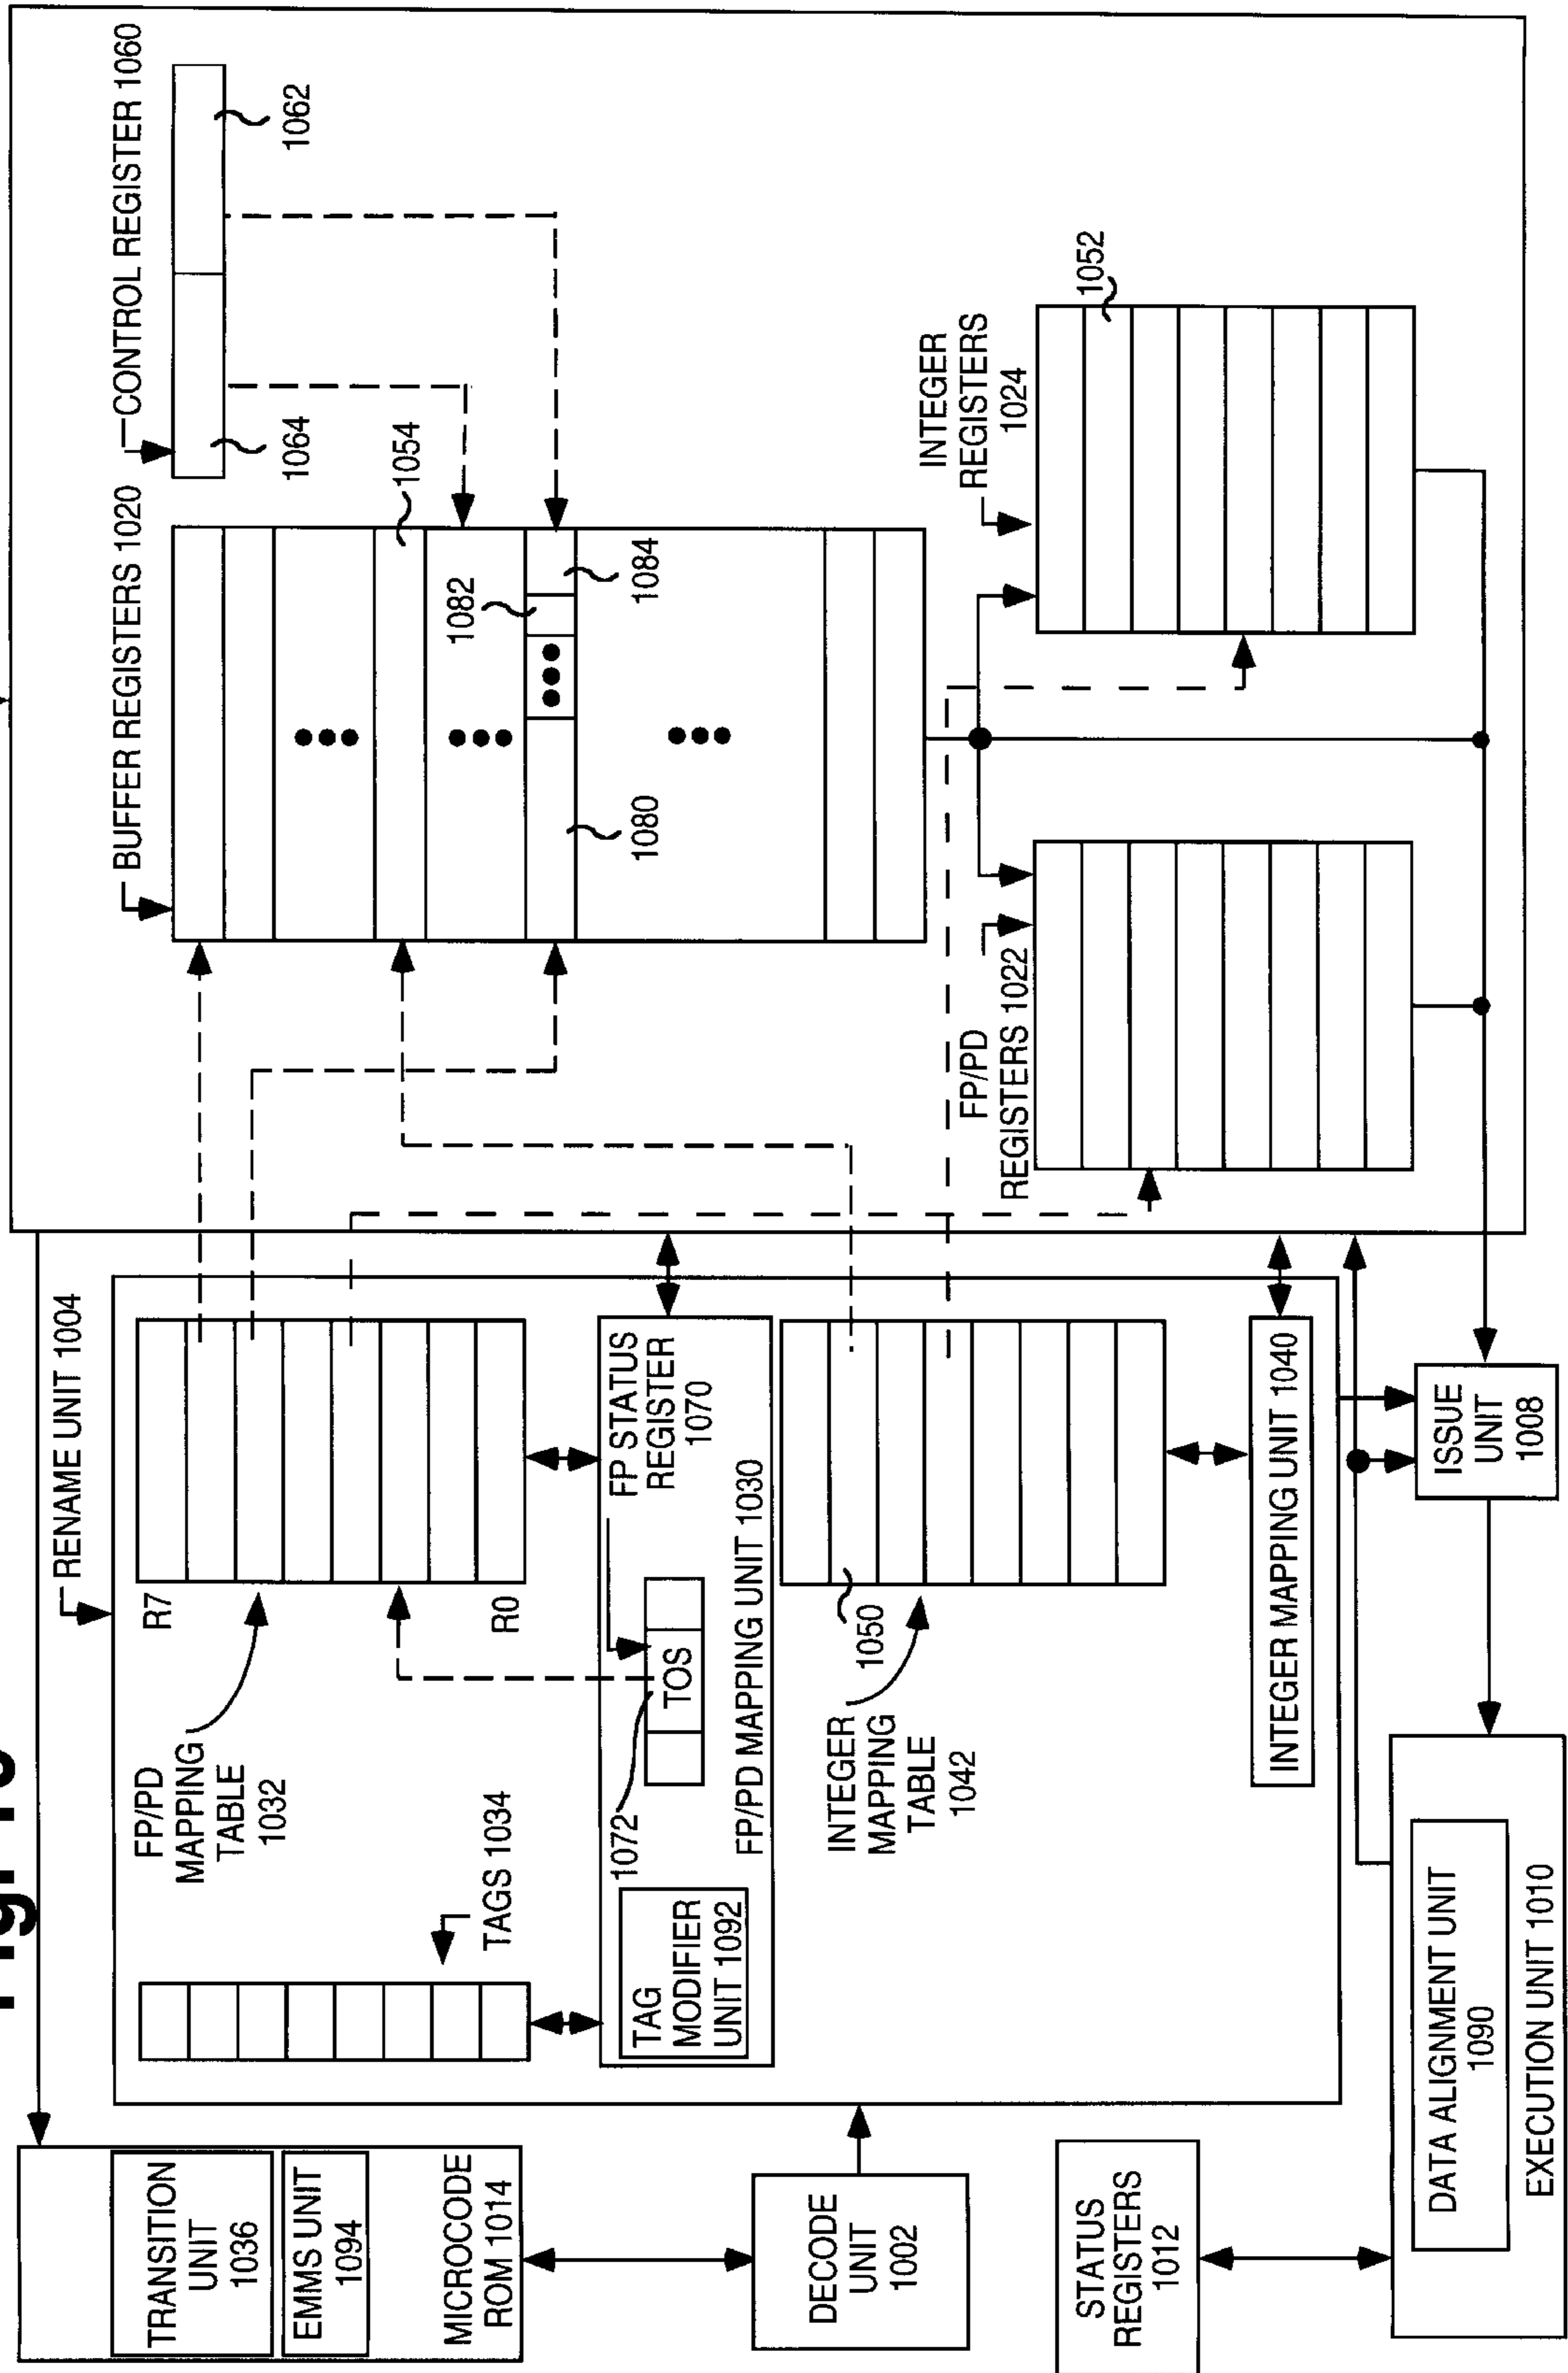 Fig. 10
TRANSITION
UNIT
1036
EMMS UNIT
1094
MICROCODE
ROM 1014
DECODE
UNIT
1002
STATUS
REGISTERS
1012
DATA ALIGNMENT UNIT
1090
EXECUTION UNIT 1010
RENAME UNIT 1004
FP/PD
MAPPING
TABLE
1032
R7
R0
TAGS 1034
TAG
MODIFIER
UNIT 1092
1072
TOS
FP STATUS
REGISTER
1070
FP/PD MAPPING UNIT 1030
INTEGER
MAPPING
TABLE
1042
1050
INTEGER MAPPING UNIT 1040
ISSUE
UNIT
1008
BUFFER REGISTERS 1020
CONTROL REGISTER 1060
1064
1062
1054
1080
1082
1084
FP/PD
REGISTERS 1022
INTEGER
REGISTERS
1024
1052